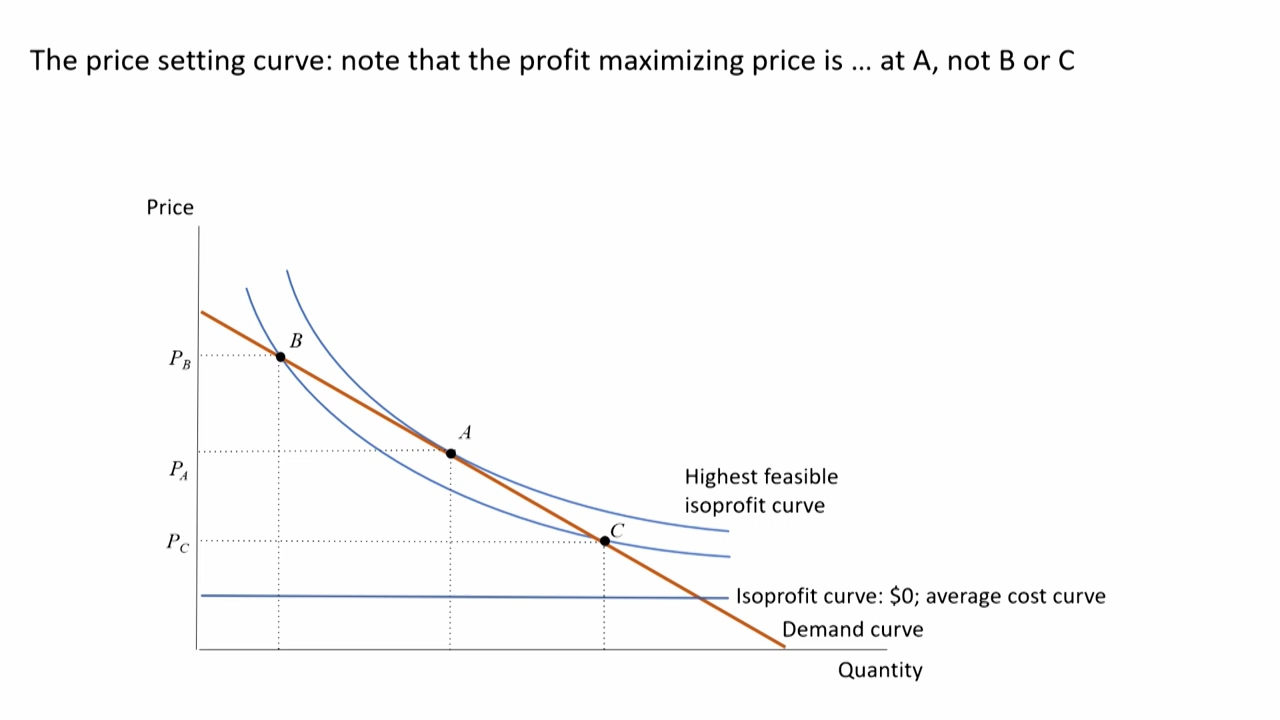 The price setting curve: note that the profit maximizing price is ... at A, not B or C
Price
B
P_B
A
P_A
Highest feasible
isoprofit curve
C
P_C
Isoprofit curve: $0; average cost curve
Demand curve
Quantity